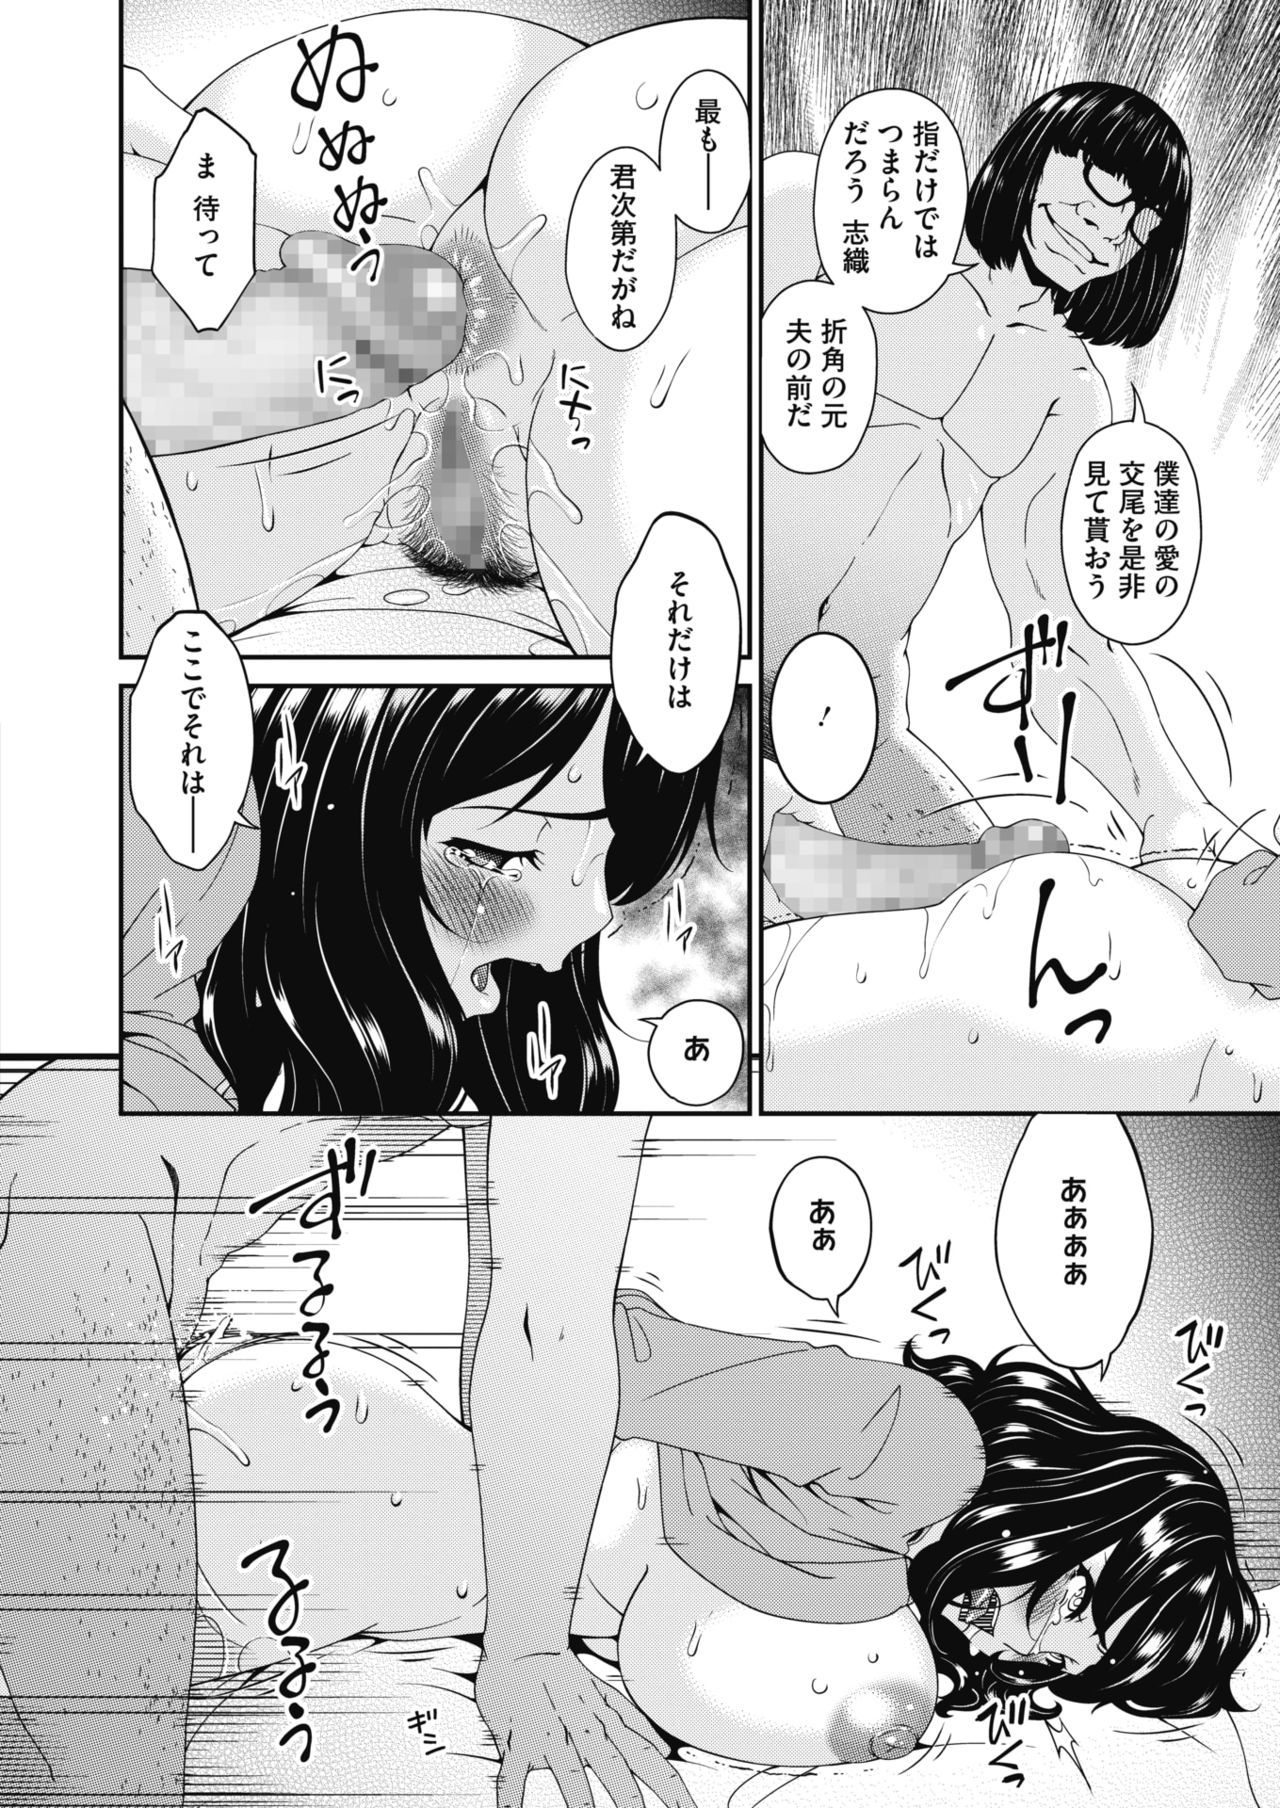 指だけでは
つまらん
だろう 志織
折角の元
夫の前だ
僕達の愛の
交尾を是非
見て貰おう
!
ずーんっ
最も――
君次第だがね
ま 待って
ぬぬぬぅ
にっ
にちっ
それだけは
ここでそれは――
あ
ああああ
ああ
ずるるるぅ
るるるぅ
びくっ
びくっ
びくっ
ギシ